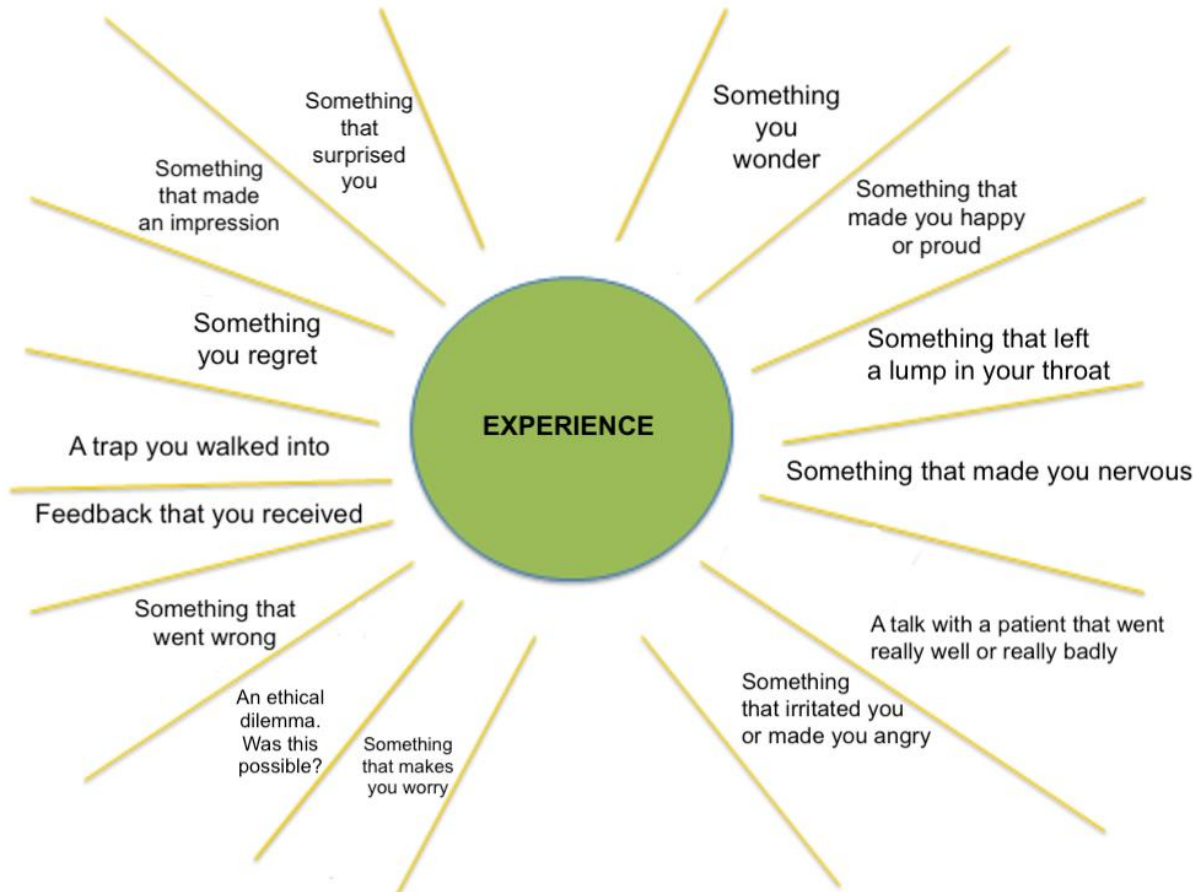 Something
that
surprised
you
Something
you
wonder
Something
that made
an impression
Something that
made you happy
or proud
Something
you regret
Something that left
a lump in your throat
EXPERIENCE
A trap you walked into
Something that made you nervous
Feedback that you received
Something that
went wrong
A talk with a patient that went
really well or really badly
An ethical
dilemma.
Was this
possible?
Something
that makes
you worry
Something
that irritated you
or made you angry